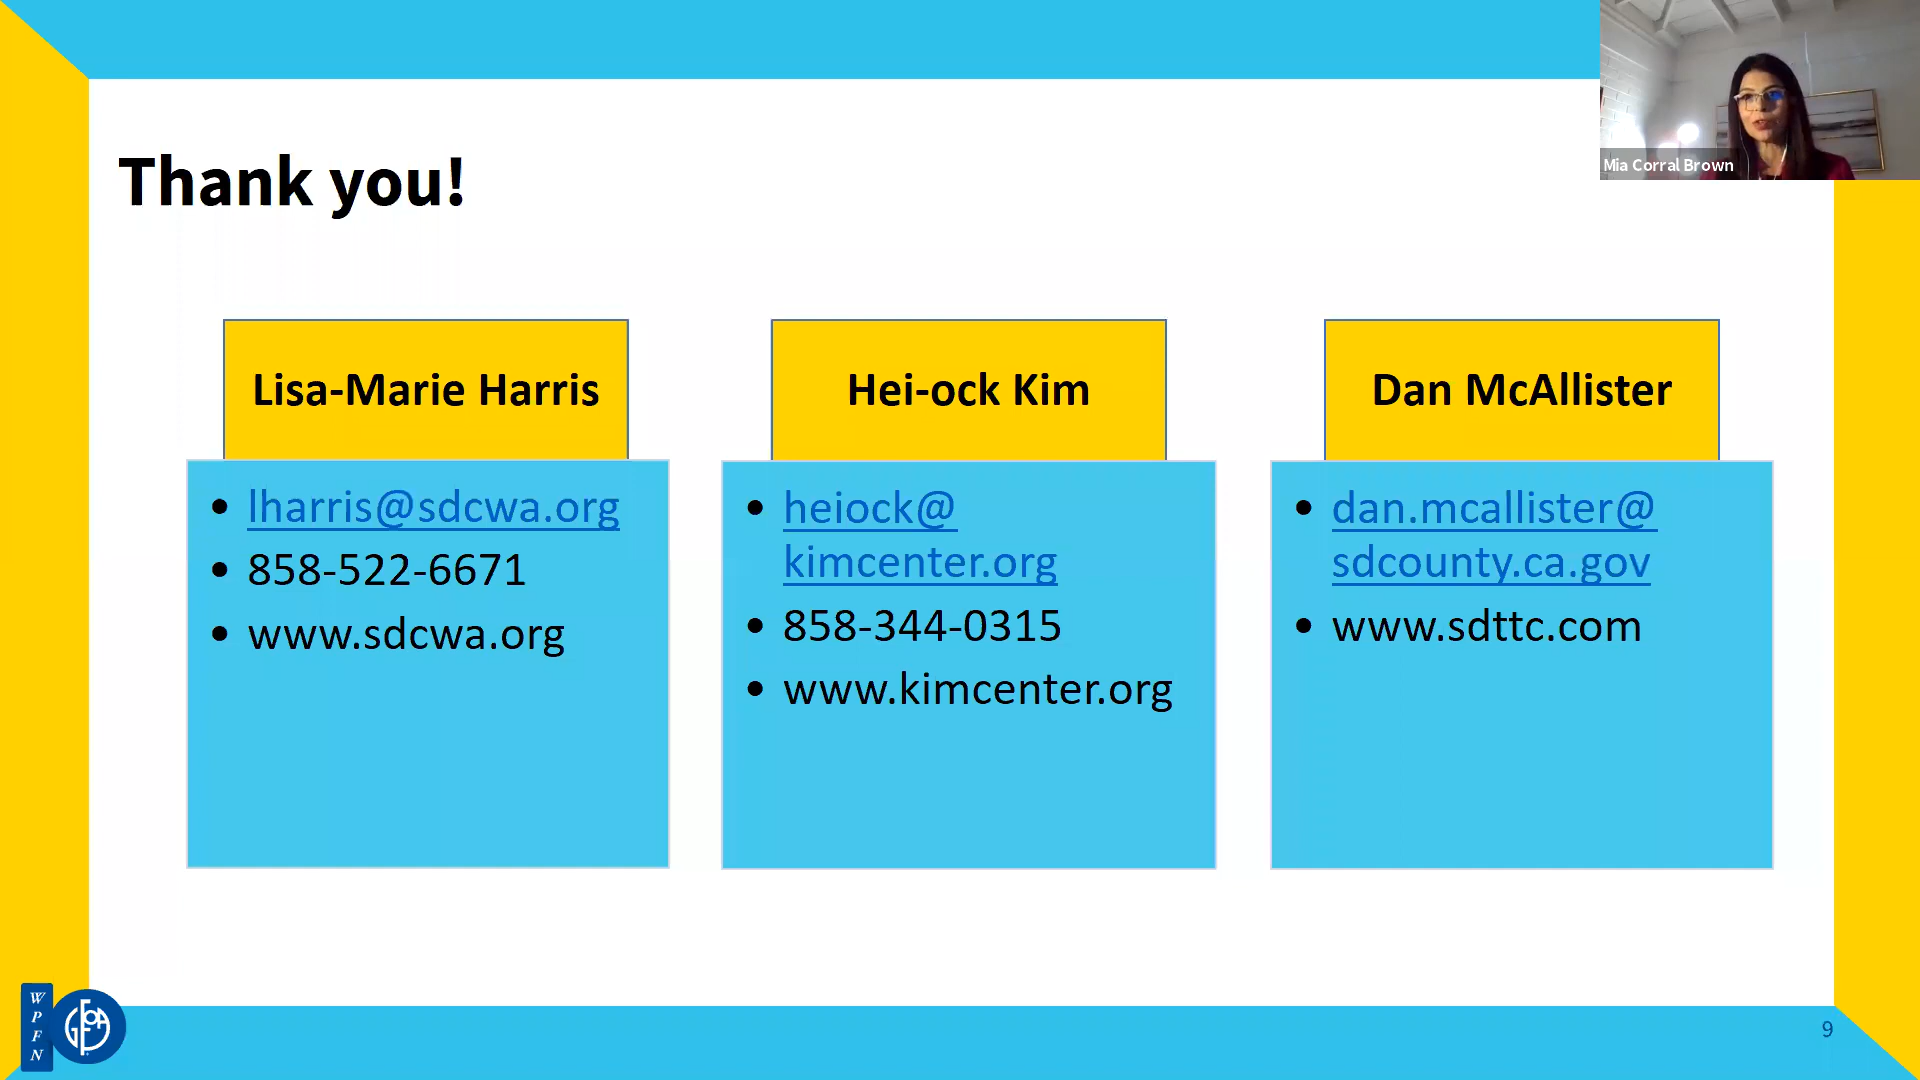 Mia Corral Brown
Thank you!
Lisa-Marie Harris
• lharris@sdcwa.org
• 858-522-6671
• www.sdcwa.org
Hei-ock Kim
• heiock@
kimcenter.org
• 858-344-0315
• www.kimcenter.org
Dan McAllister
• dan.mcallister@
sdcounty.ca.gov
• www.sdttc.com
W
P
F
N
GFOA
9